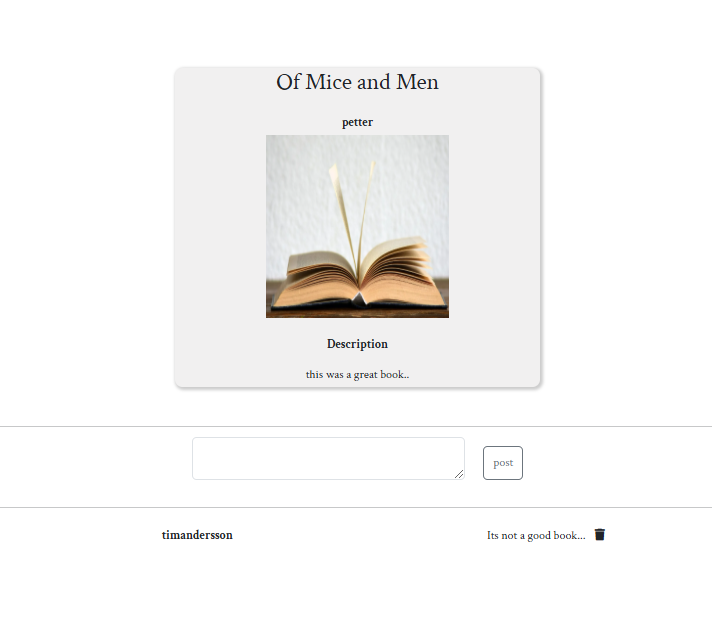 Of Mice and Men
petter
Description
this was a great book..
post
timandersson Its not a good book...